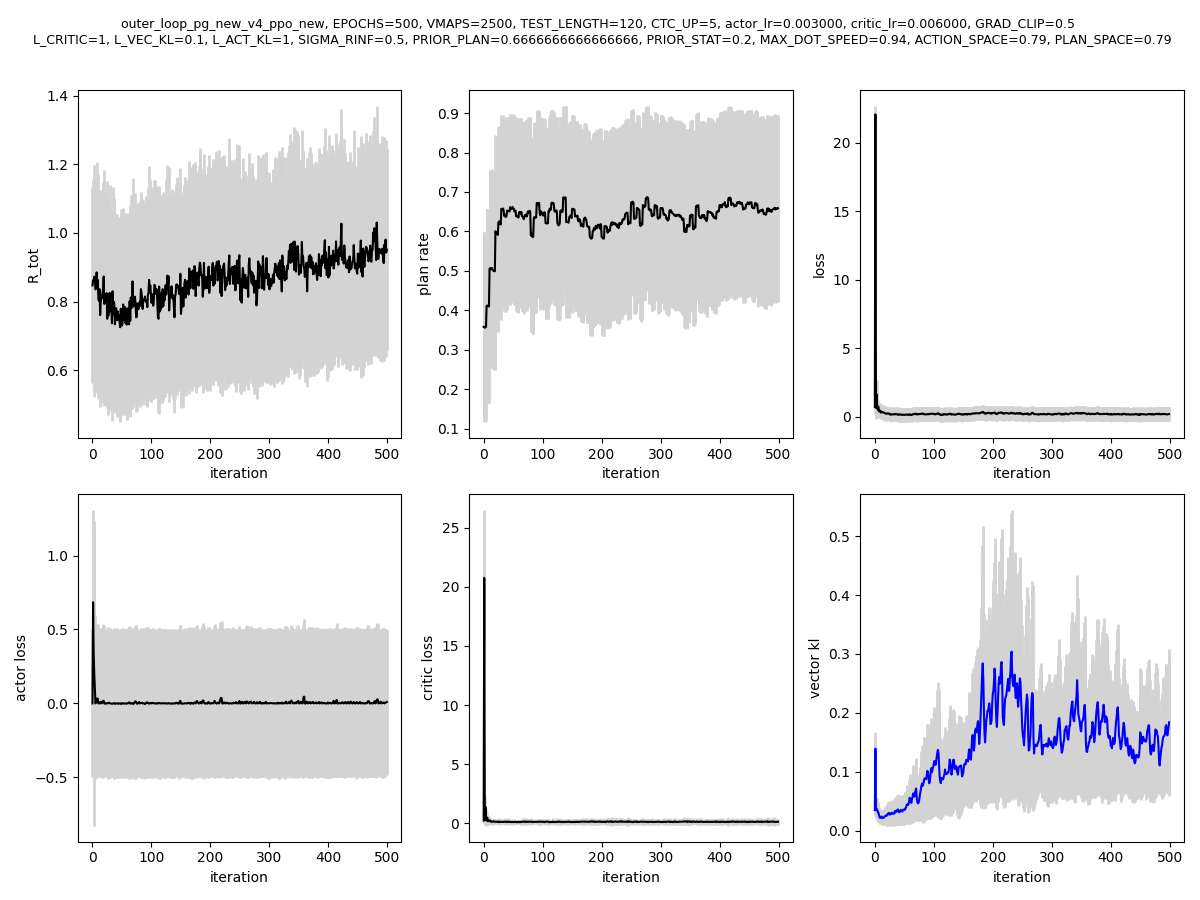 outer_loop_pg_new_v4_ppo_new, EPOCHS=500, VMAPS=2500, TEST_LENGTH=120, CTC_UP=5, actor_lr=0.003000, critic_lr=0.006000, GRAD_CLIP=0.5
L_CRITIC=1, L_VEC_KL=0.1, L_ACT_KL=1, SIGMA_RINF=0.5, PRIOR_PLAN=0.6666666666666666, PRIOR_STAT=0.2, MAX_DOT_SPEED=0.94, ACTION_SPACE=0.79, PLAN_SPACE=0.79
R_tot
1.4
1.2
1.0
0.8
0.6
0 100 200 300 400 500
iteration
plan rate
0.9
0.8
0.7
0.6
0.5
0.4
0.3
0.2
0.1
0 100 200 300 400 500
iteration
loss
20
15
10
5
0
0 100 200 300 400 500
iteration
actor loss
1.0
0.5
0.0
−0.5
0 100 200 300 400 500
iteration
critic loss
25
20
15
10
5
0
0 100 200 300 400 500
iteration
vector kl
0.5
0.4
0.3
0.2
0.1
0.0
0 100 200 300 400 500
iteration